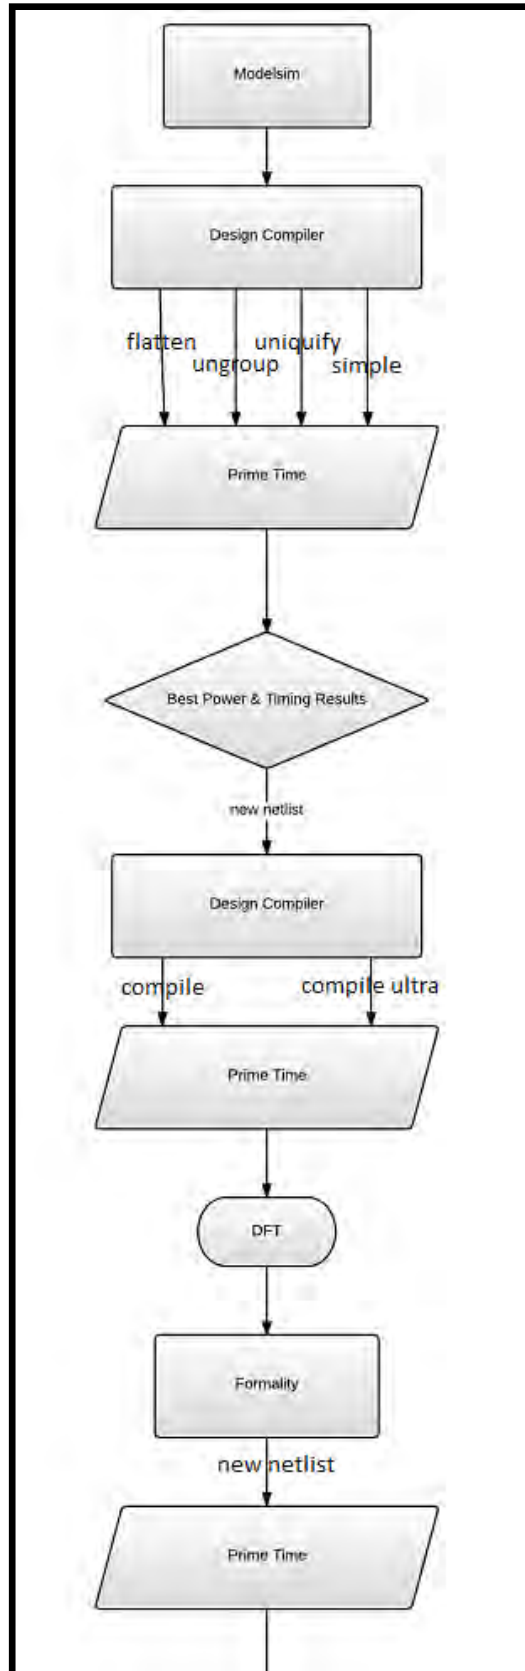 Modelsim
Design Compiler
flatten
ungroup
uniquify
simple
Prime Time
Best Power & Timing Results
new netlist
Design Compiler
compile
compile ultra
Prime Time
DFT
Formality
new netlist
Prime Time